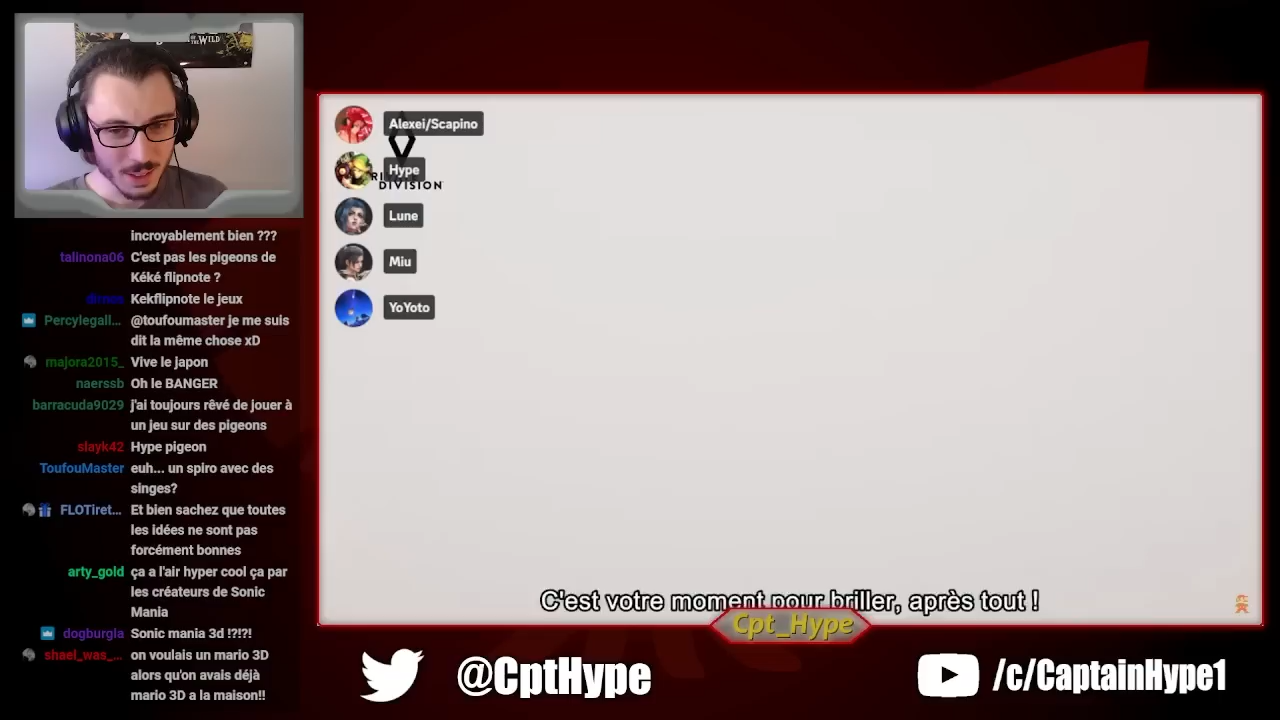 OF THE WILD
Alexei/Scapino
Hype
DIVISION
Lune
Miu
YoYoto
incroyablement bien ???
talinona06 C'est pas les pigeons de
Kéké flipnote ?
Kekflipnote le jeux
Percylegall... @toufoumaster je me suis
dit la même chose xD
majora2015_ Vive le japon
naerssb Oh le BANGER
barracuda9029 j'ai toujours rêvé de jouer à
un jeu sur des pigeons
slayk42 Hype pigeon
ToufouMaster euh... un spiro avec des
singes?
FLOTiret... Et bien sachez que toutes
les idées ne sont pas
forcément bonnes
arty_gold ça a l'air hyper cool ça par
les créateurs de Sonic
Mania
dogburgla Sonic mania 3d !?!?!
shael_was_... on voulais un mario 3D
alors qu'on avais déjà
mario 3D a la maison!!
C'est votre moment pour briller, après tout !
Cpt_Hype
@CptHype
/c/CaptainHype1